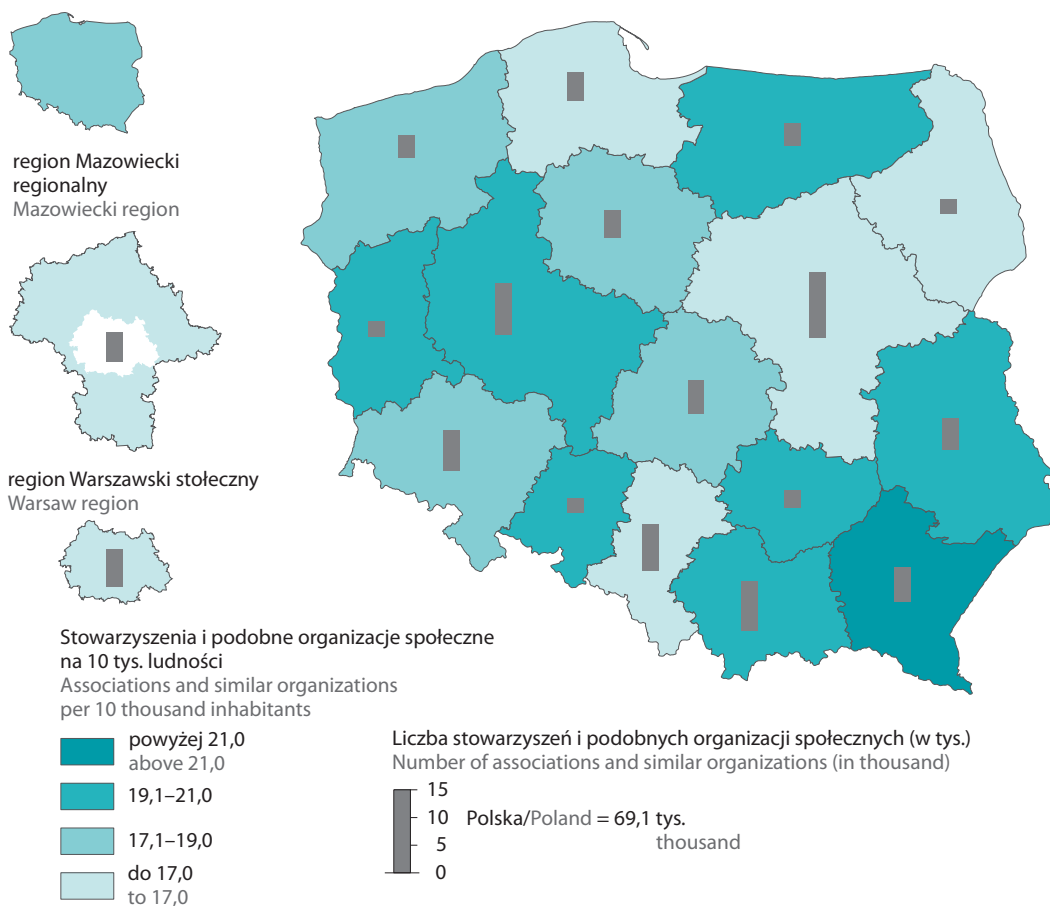 region Mazowiecki
regionalny
Mazowiecki region
region Warszawski stołeczny
Warsaw region
Stowarzyszenia i podobne organizacje społeczne
na 10 tys. ludności
Associations and similar organizations
per 10 thousand inhabitants
powyżej 21,0
above 21,0
19,1–21,0
17,1–19,0
do 17,0
to 17,0
Liczba stowarzyszeń i podobnych organizacji społecznych (w tys.)
Number of associations and similar organizations (in thousand)
15
10
5
0
Polska/Poland = 69,1 tys.
thousand